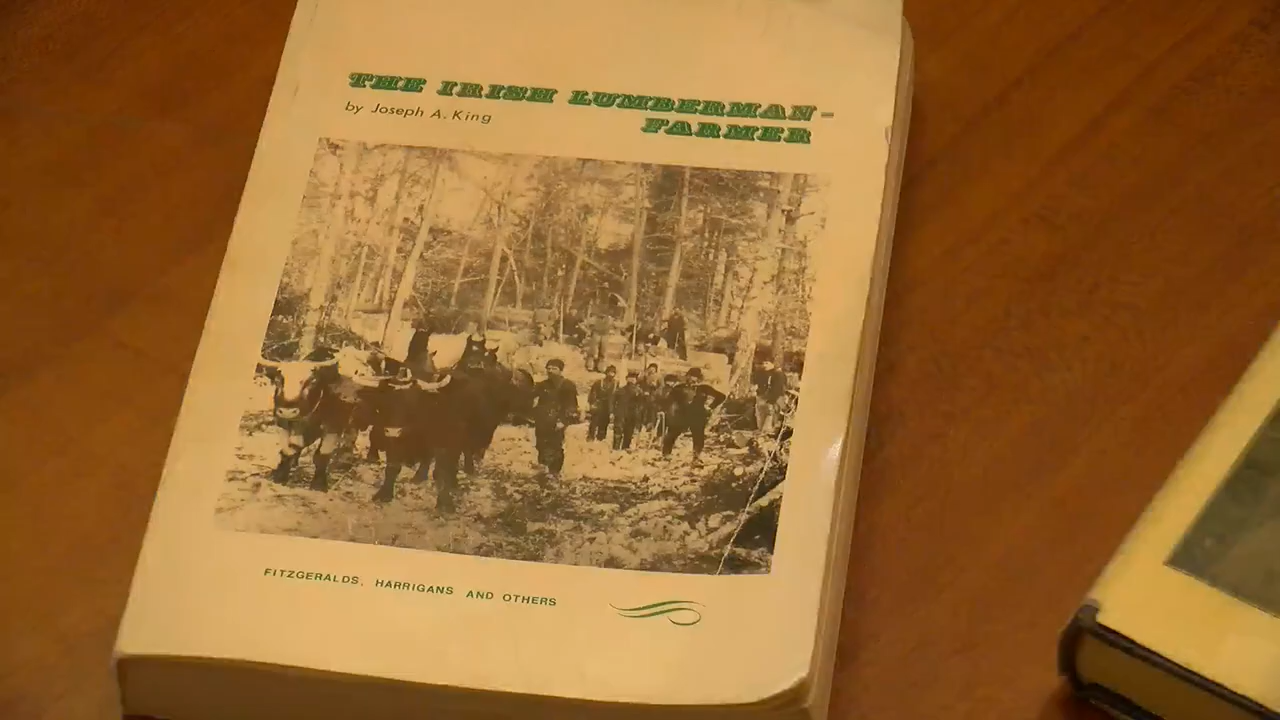 THE IRISH LUMBERMAN-
FARMER
by Joseph A. King
FITZGERALDS, HARRIGANS AND OTHERS